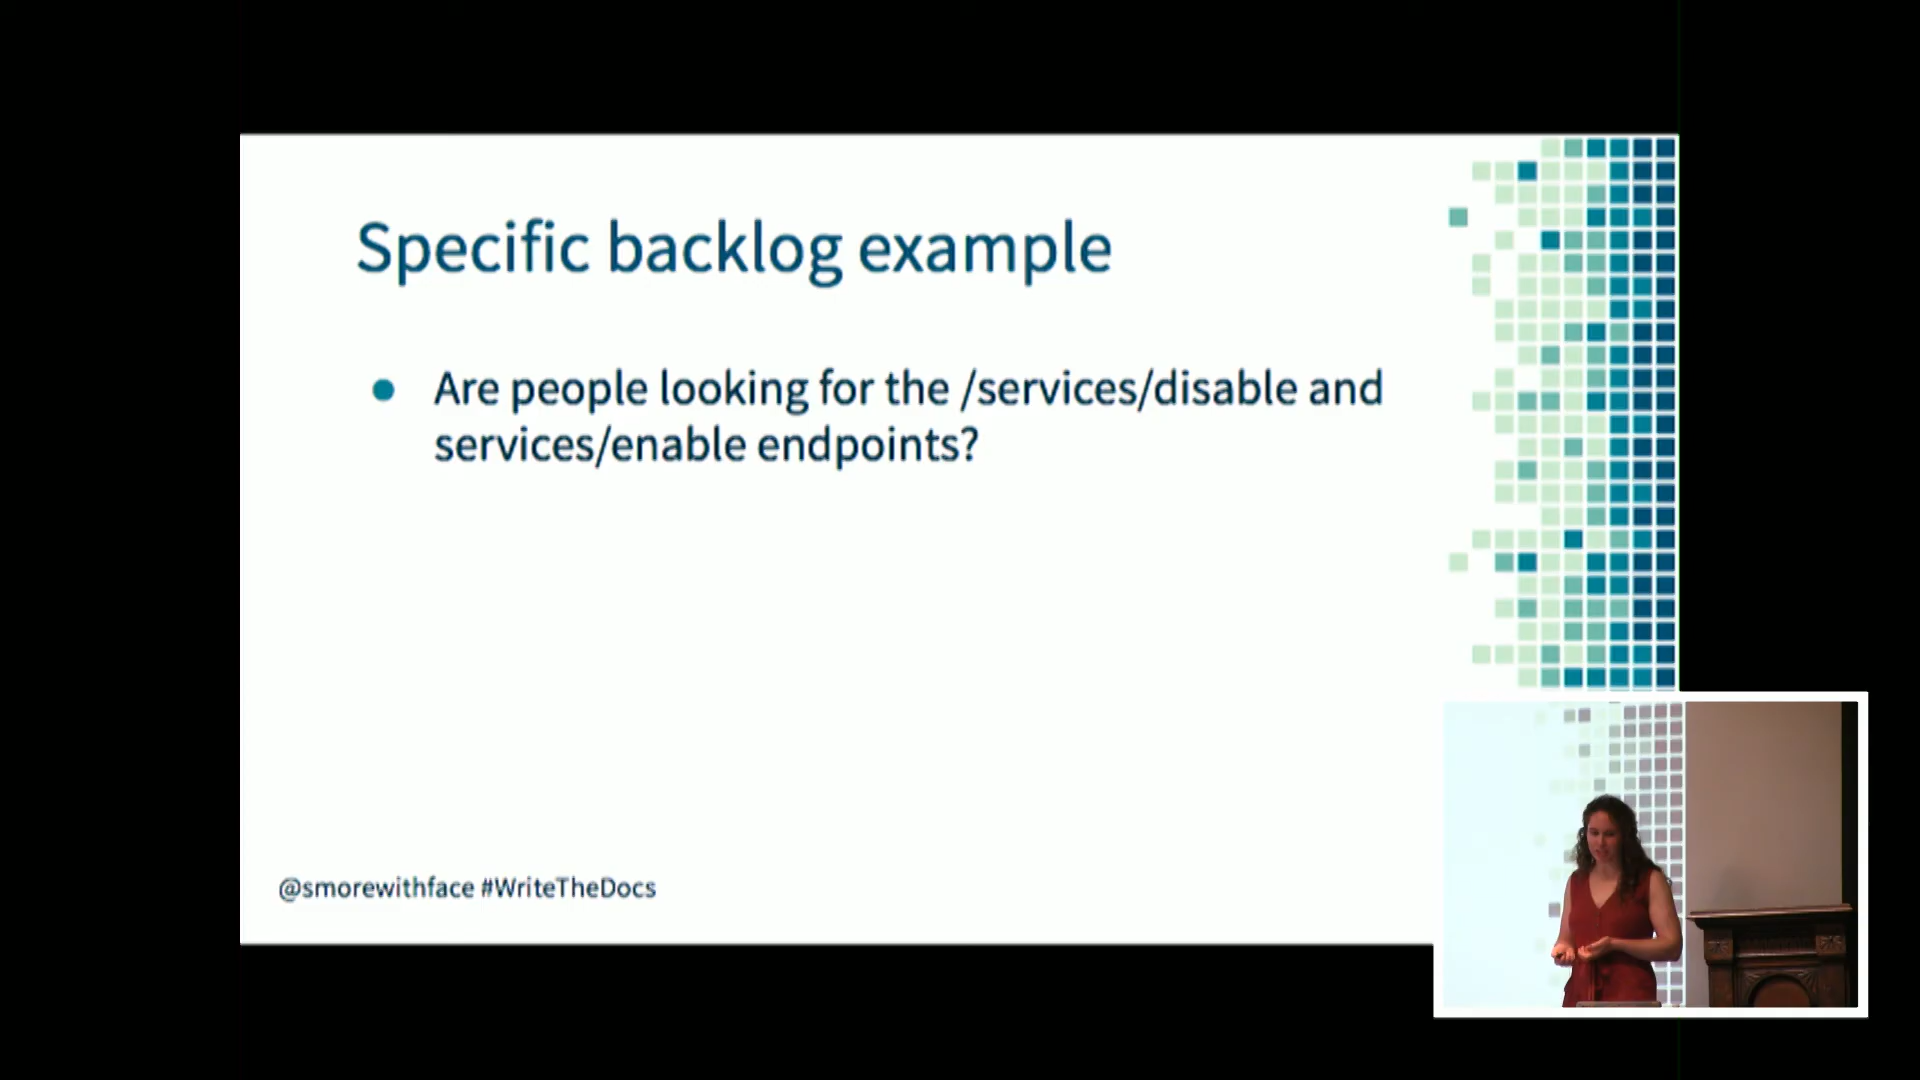 Specific backlog example
● Are people looking for the /services/disable and
services/enable endpoints?
@smorewithface #WriteTheDocs